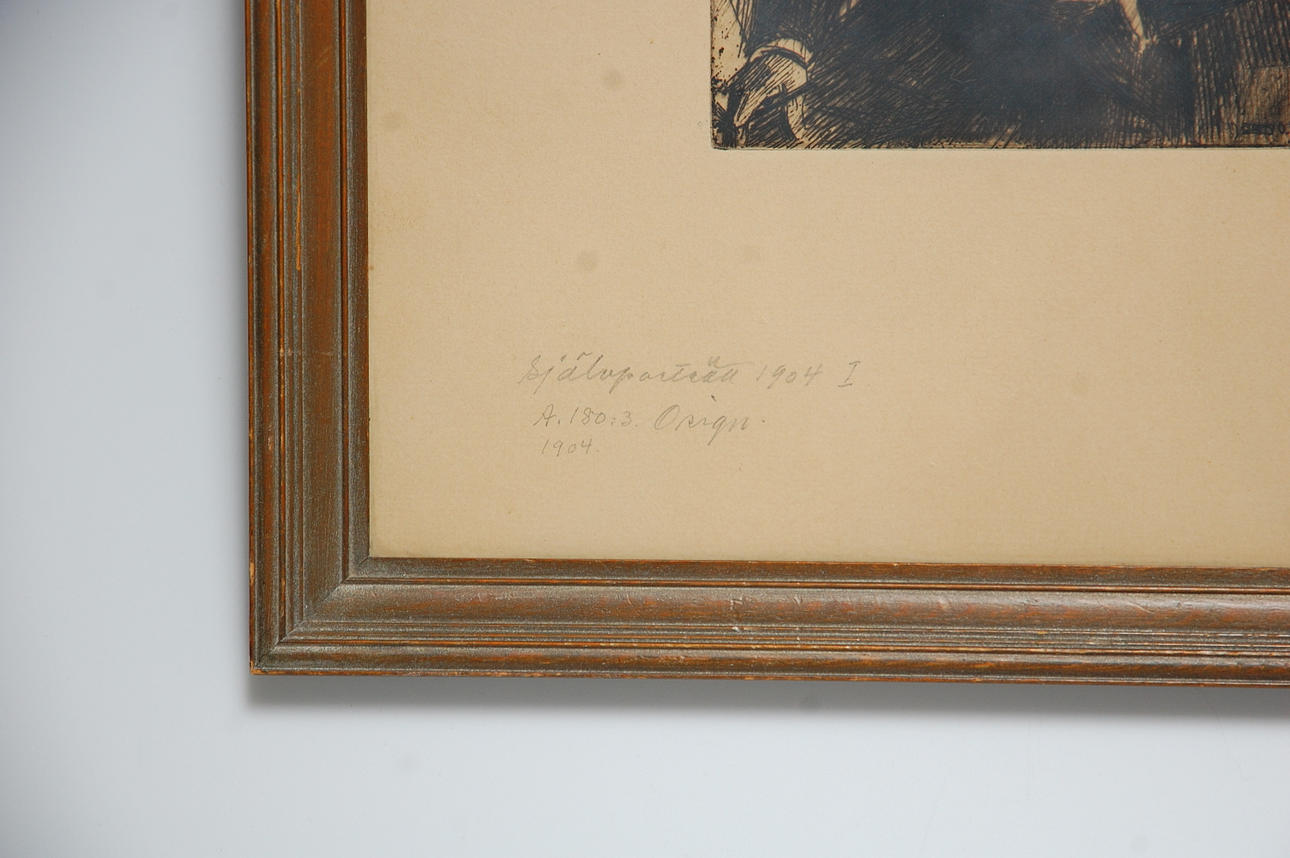 Självporträtt 1904 I
A. 180:3. Orign.
1904.